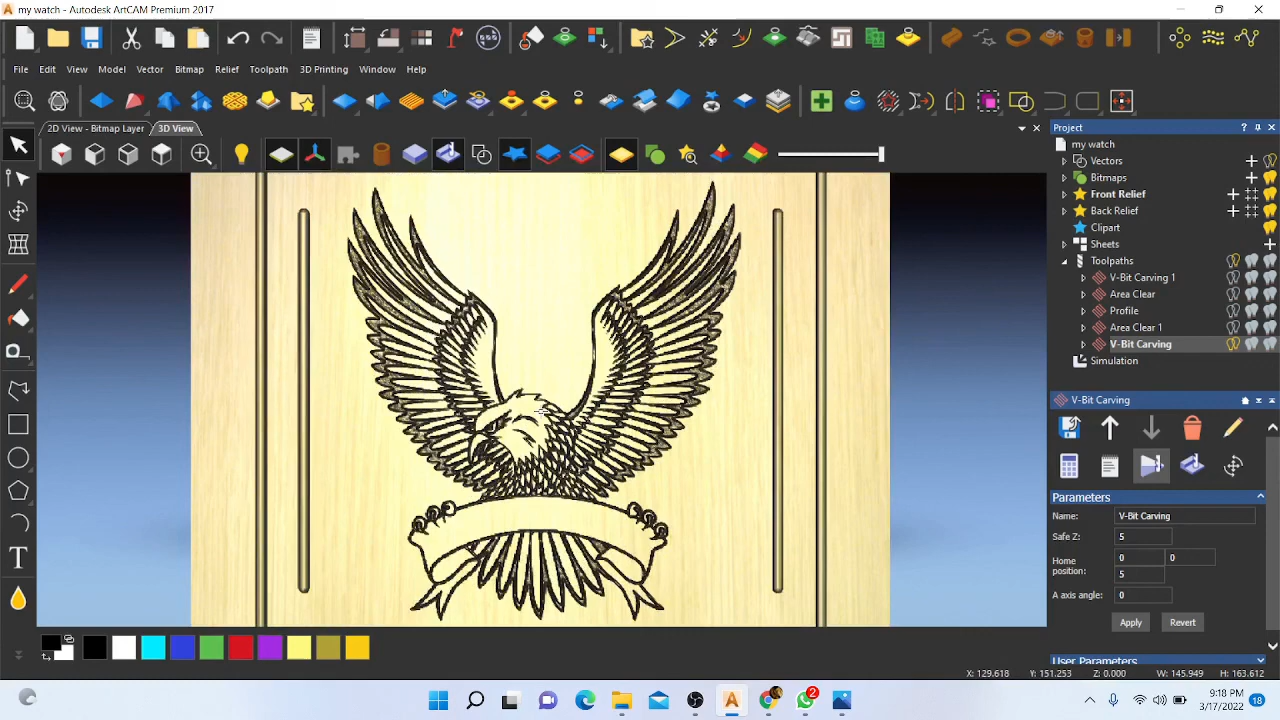 my watch - Autodesk ArtCAM Premium 2017
File Edit View Model Vector Bitmap Relief Toolpath 3D Printing Window Help
2D View - Bitmap Layer 3D View
Project
my watch
Vectors
Bitmaps
Front Relief
Back Relief
Clipart
Sheets
Toolpaths
V-Bit Carving 1
Area Clear
Profile
Area Clear 1
V-Bit Carving
Simulation
V-Bit Carving
Parameters
Name: V-Bit Carving
Safe Z: 5
Home position: 0 0
5
A axis angle: 0
Apply Revert
User Parameters
X: 129.618 Y: 151.253 Z: 0.000 W: 145.949 H: 163.612
2
9:18 PM
3/17/2022
18